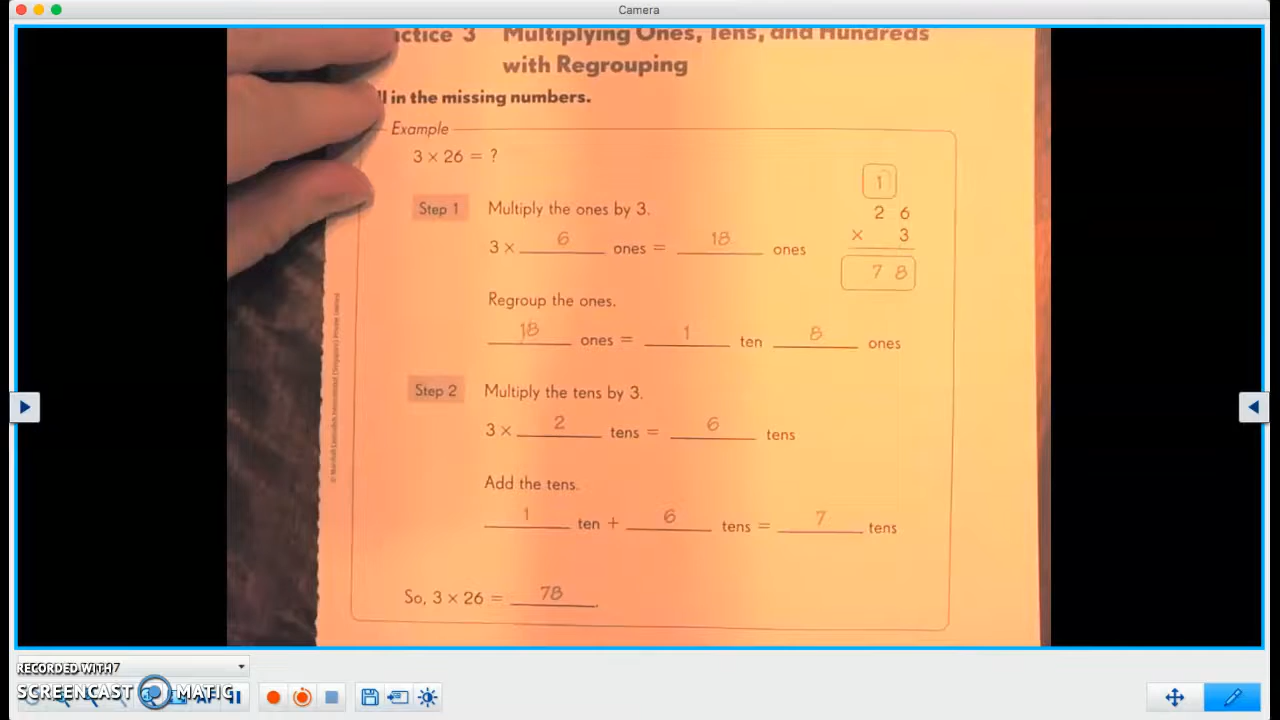 Camera
Practice 3 Multiplying Ones, Tens, and Hundreds
with Regrouping
ll in the missing numbers.
Example
3 × 26 = ?
1
2 6
× 3
7 8
Step 1 Multiply the ones by 3.
3 × 6 ones = 18 ones
Regroup the ones.
18 ones = 1 ten 8 ones
Step 2 Multiply the tens by 3.
3 × 2 tens = 6 tens
Add the tens.
1 ten + 6 tens = 7 tens
So, 3 × 26 = 78.
RECORDED WITH
SCREENCAST MATIC